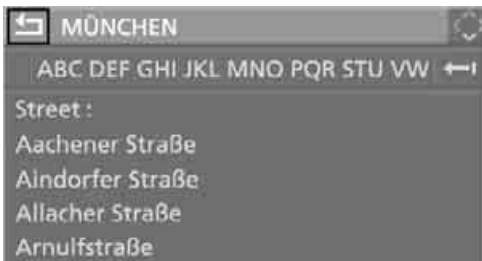 MÜNCHEN
ABC DEF GHI JKL MNO PQR STU VW
Street :
Aachener Straße
Aindorfer Straße
Allacher Straße
Arnulfstraße